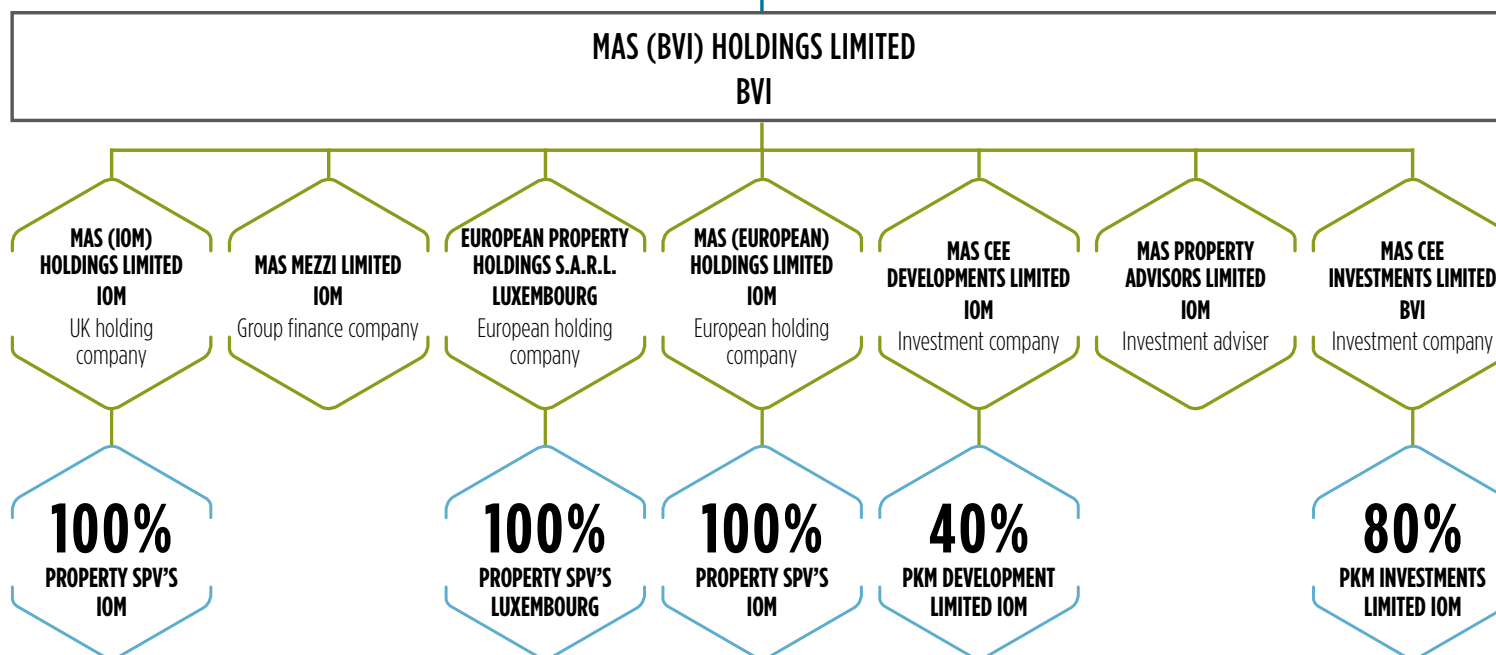 MAS (BVI) HOLDINGS LIMITED
BVI
MAS (IOM)
HOLDINGS LIMITED
IOM
UK holding
company
MAS MEZZI LIMITED
IOM
Group finance company
EUROPEAN PROPERTY
HOLDINGS S.A.R.L.
LUXEMBOURG
European holding
company
MAS (EUROPEAN)
HOLDINGS LIMITED
IOM
European holding
company
MAS CEE
DEVELOPMENTS LIMITED
IOM
Investment company
MAS PROPERTY
ADVISORS LIMITED
IOM
Investment adviser
MAS CEE
INVESTMENTS LIMITED
BVI
Investment company
100%
PROPERTY SPV'S
IOM
100%
PROPERTY SPV'S
LUXEMBOURG
100%
PROPERTY SPV'S
IOM
40%
PKM DEVELOPMENT
LIMITED IOM
80%
PKM INVESTMENTS
LIMITED IOM